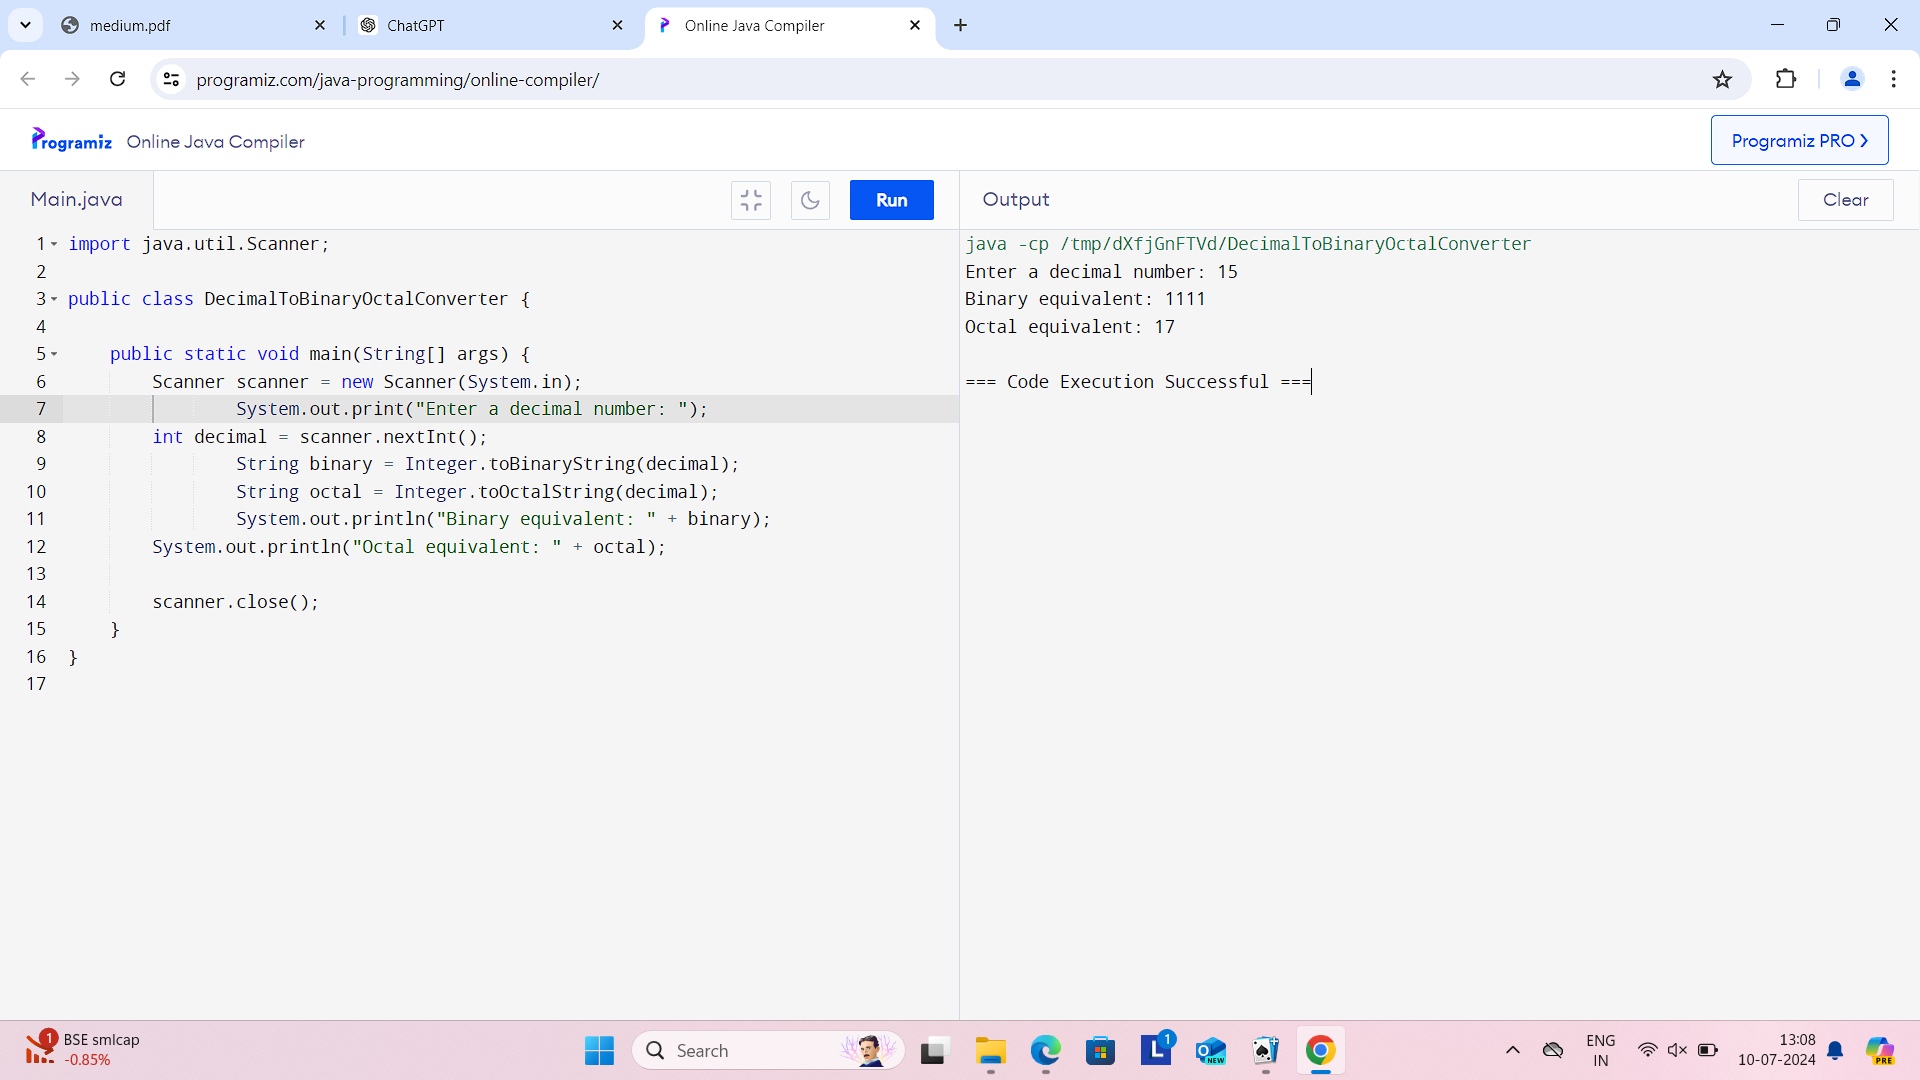 medium.pdf
ChatGPT
Online Java Compiler
programiz.com/java-programming/online-compiler/
Programiz Online Java Compiler
Programiz PRO
Main.java
Run
Output
Clear
1 import java.util.Scanner;
2
3 public class DecimalToBinaryOctalConverter {
4
5 public static void main(String[] args) {
6 Scanner scanner = new Scanner(System.in);
7 System.out.print("Enter a decimal number: ");
8 int decimal = scanner.nextInt();
9 String binary = Integer.toBinaryString(decimal);
10 String octal = Integer.toOctalString(decimal);
11 System.out.println("Binary equivalent: " + binary);
12 System.out.println("Octal equivalent: " + octal);
13
14 scanner.close();
15 }
16 }
17
java -cp /tmp/dXfjGnFTVd/DecimalToBinaryOctalConverter
Enter a decimal number: 15
Binary equivalent: 1111
Octal equivalent: 17
=== Code Execution Successful ===
1
BSE smlcap
-0.85%
Search
L 1
NEW
ENG
IN
13:08
10-07-2024
PRE